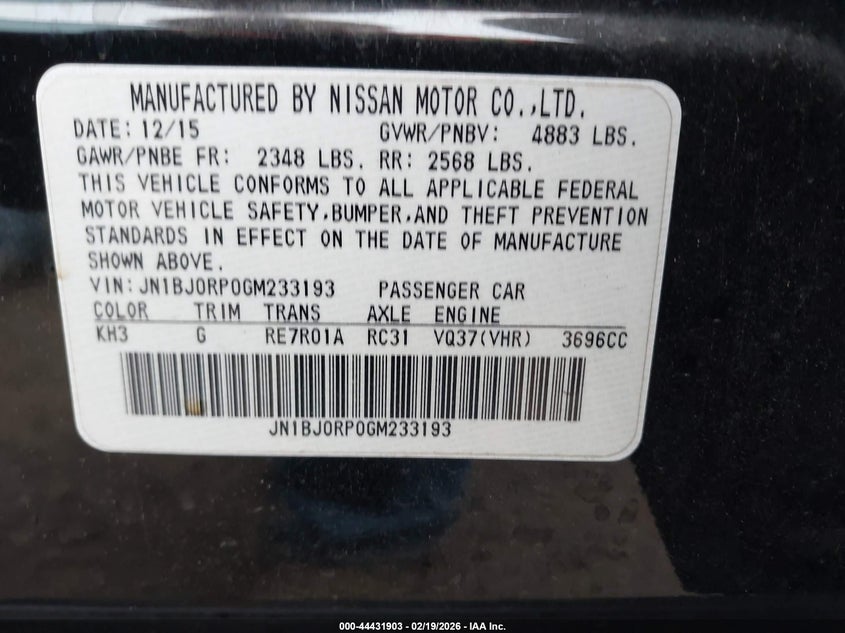 MANUFACTURED BY NISSAN MOTOR CO.,LTD.
DATE: 12/15 GVWR/PNBV: 4883 LBS.
GAWR/PNBE FR: 2348 LBS. RR: 2568 LBS.
THIS VEHICLE CONFORMS TO ALL APPLICABLE FEDERAL
MOTOR VEHICLE SAFETY,BUMPER,AND THEFT PREVENTION
STANDARDS IN EFFECT ON THE DATE OF MANUFACTURE
SHOWN ABOVE.
VIN: JN1BJ0RP0GM233193 PASSENGER CAR
COLOR TRIM TRANS AXLE ENGINE
KH3 G RE7R01A RC31 VQ37(VHR) 3696CC
JN1BJ0RP0GM233193
000-44431903 - 02/19/2026 - IAA Inc.